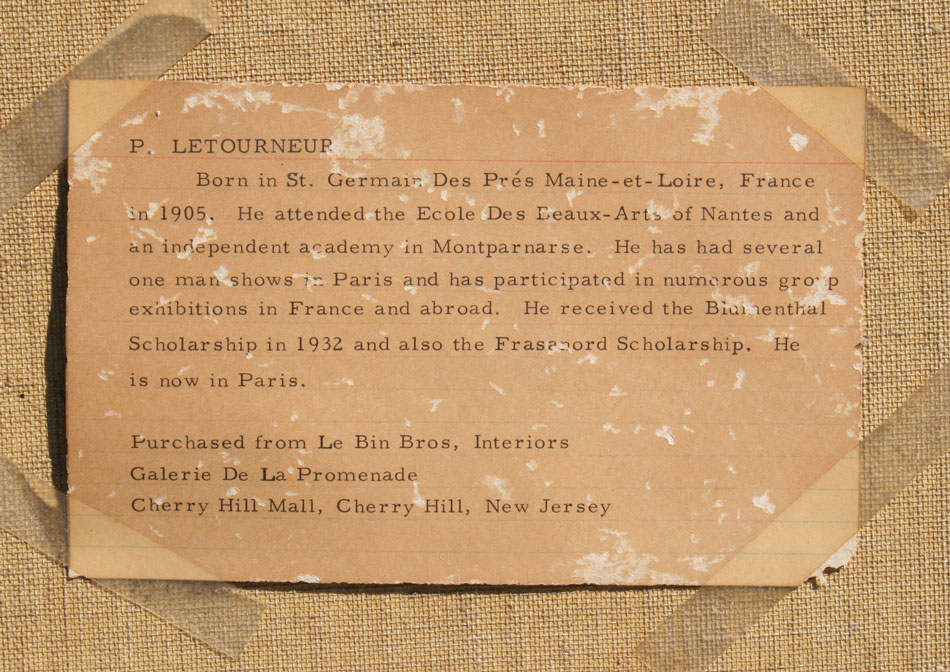 P. LETOURNEUR
Born in St. Germain Des Prés Maine-et-Loire, France
in 1905. He attended the Ecole Des Beaux-Arts of Nantes and
an independent academy in Montparnarse. He has had several
one man shows in Paris and has participated in numerous group
exhibitions in France and abroad. He received the Blumenthal
Scholarship in 1932 and also the Scholarship. He
is now in Paris.
Purchased from Le Bin Bros, Interiors
Galerie De La Promenade
Cherry Hill Mall, Cherry Hill, New Jersey